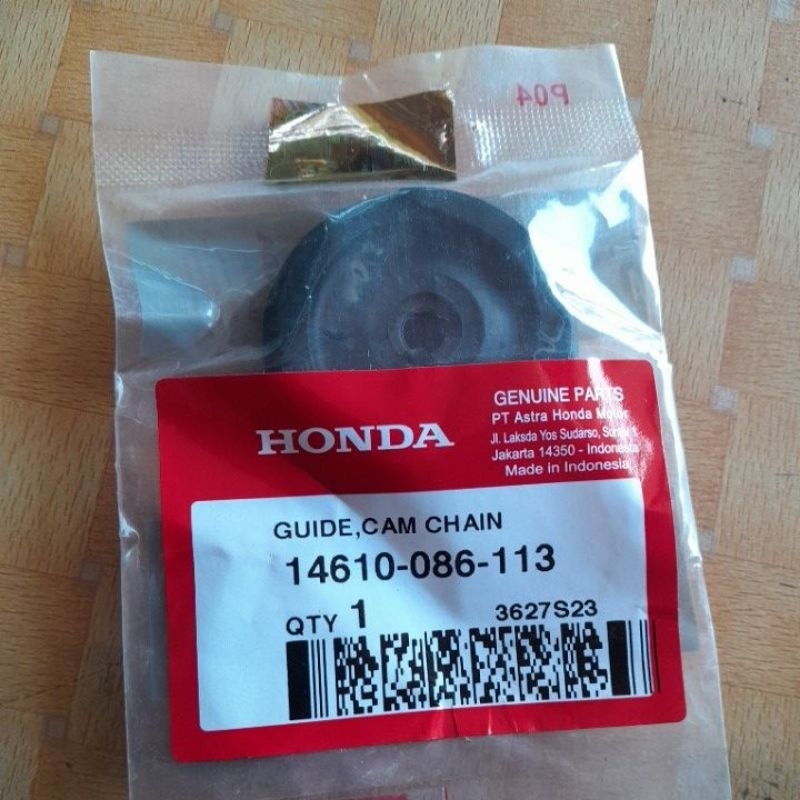 P04
GENUINE PARTS
PT Astra Honda Motor
Jl. Laksda Yos Sudarso, Sunter 1
Jakarta 14350 - Indonesia
Made in Indonesia
HONDA
GUIDE,CAM CHAIN
14610-086-113
QTY 1
3627S23